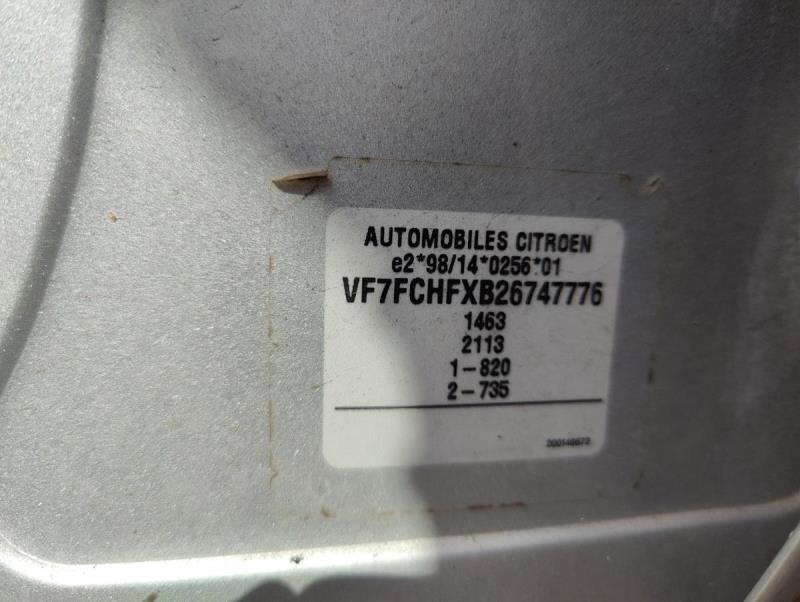 AUTOMOBILES CITROEN
e2*98/14*0256*01
VF7FCHFXB26747776
1463
2113
1-820
2-735